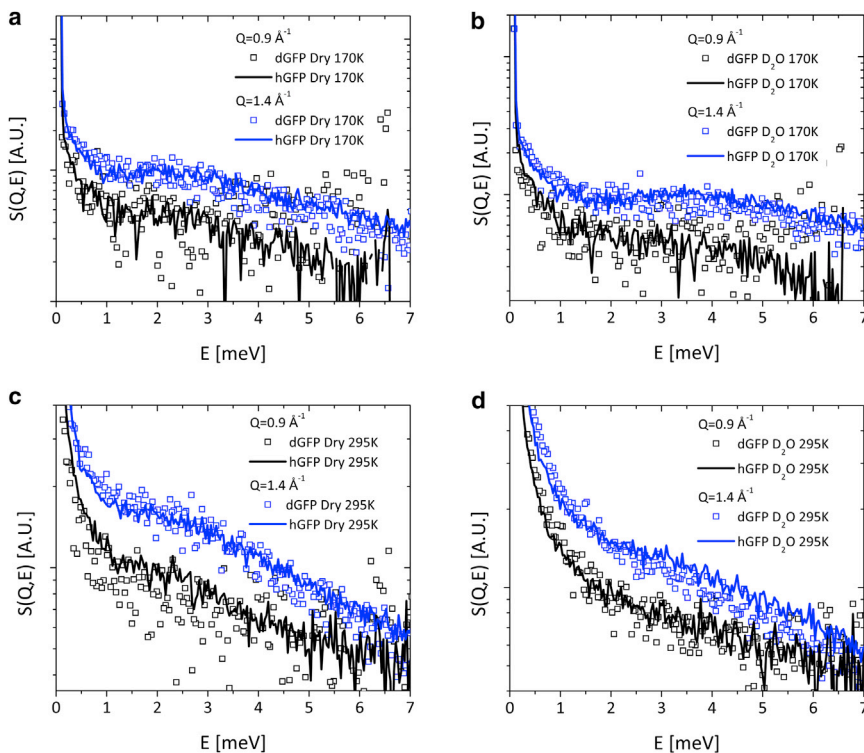 a
S(Q,E) [A.U.]
Q=0.9 Å⁻¹
dGFP Dry 170K
hGFP Dry 170K
Q=1.4 Å⁻¹
dGFP Dry 170K
hGFP Dry 170K
0 1 2 3 4 5 6 7
E [meV]
b
S(Q,E) [A.U.]
Q=0.9 Å⁻¹
dGFP D₂O 170K
hGFP D₂O 170K
Q=1.4 Å⁻¹
dGFP D₂O 170K
hGFP D₂O 170K
0 1 2 3 4 5 6 7
E [meV]
c
S(Q,E) [A.U.]
Q=0.9 Å⁻¹
dGFP Dry 295K
hGFP Dry 295K
Q=1.4 Å⁻¹
dGFP Dry 295K
hGFP Dry 295K
0 1 2 3 4 5 6 7
E [meV]
d
S(Q,E) [A.U.]
Q=0.9 Å⁻¹
dGFP D₂O 295K
hGFP D₂O 295K
Q=1.4 Å⁻¹
dGFP D₂O 295K
hGFP D₂O 295K
0 1 2 3 4 5 6 7
E [meV]